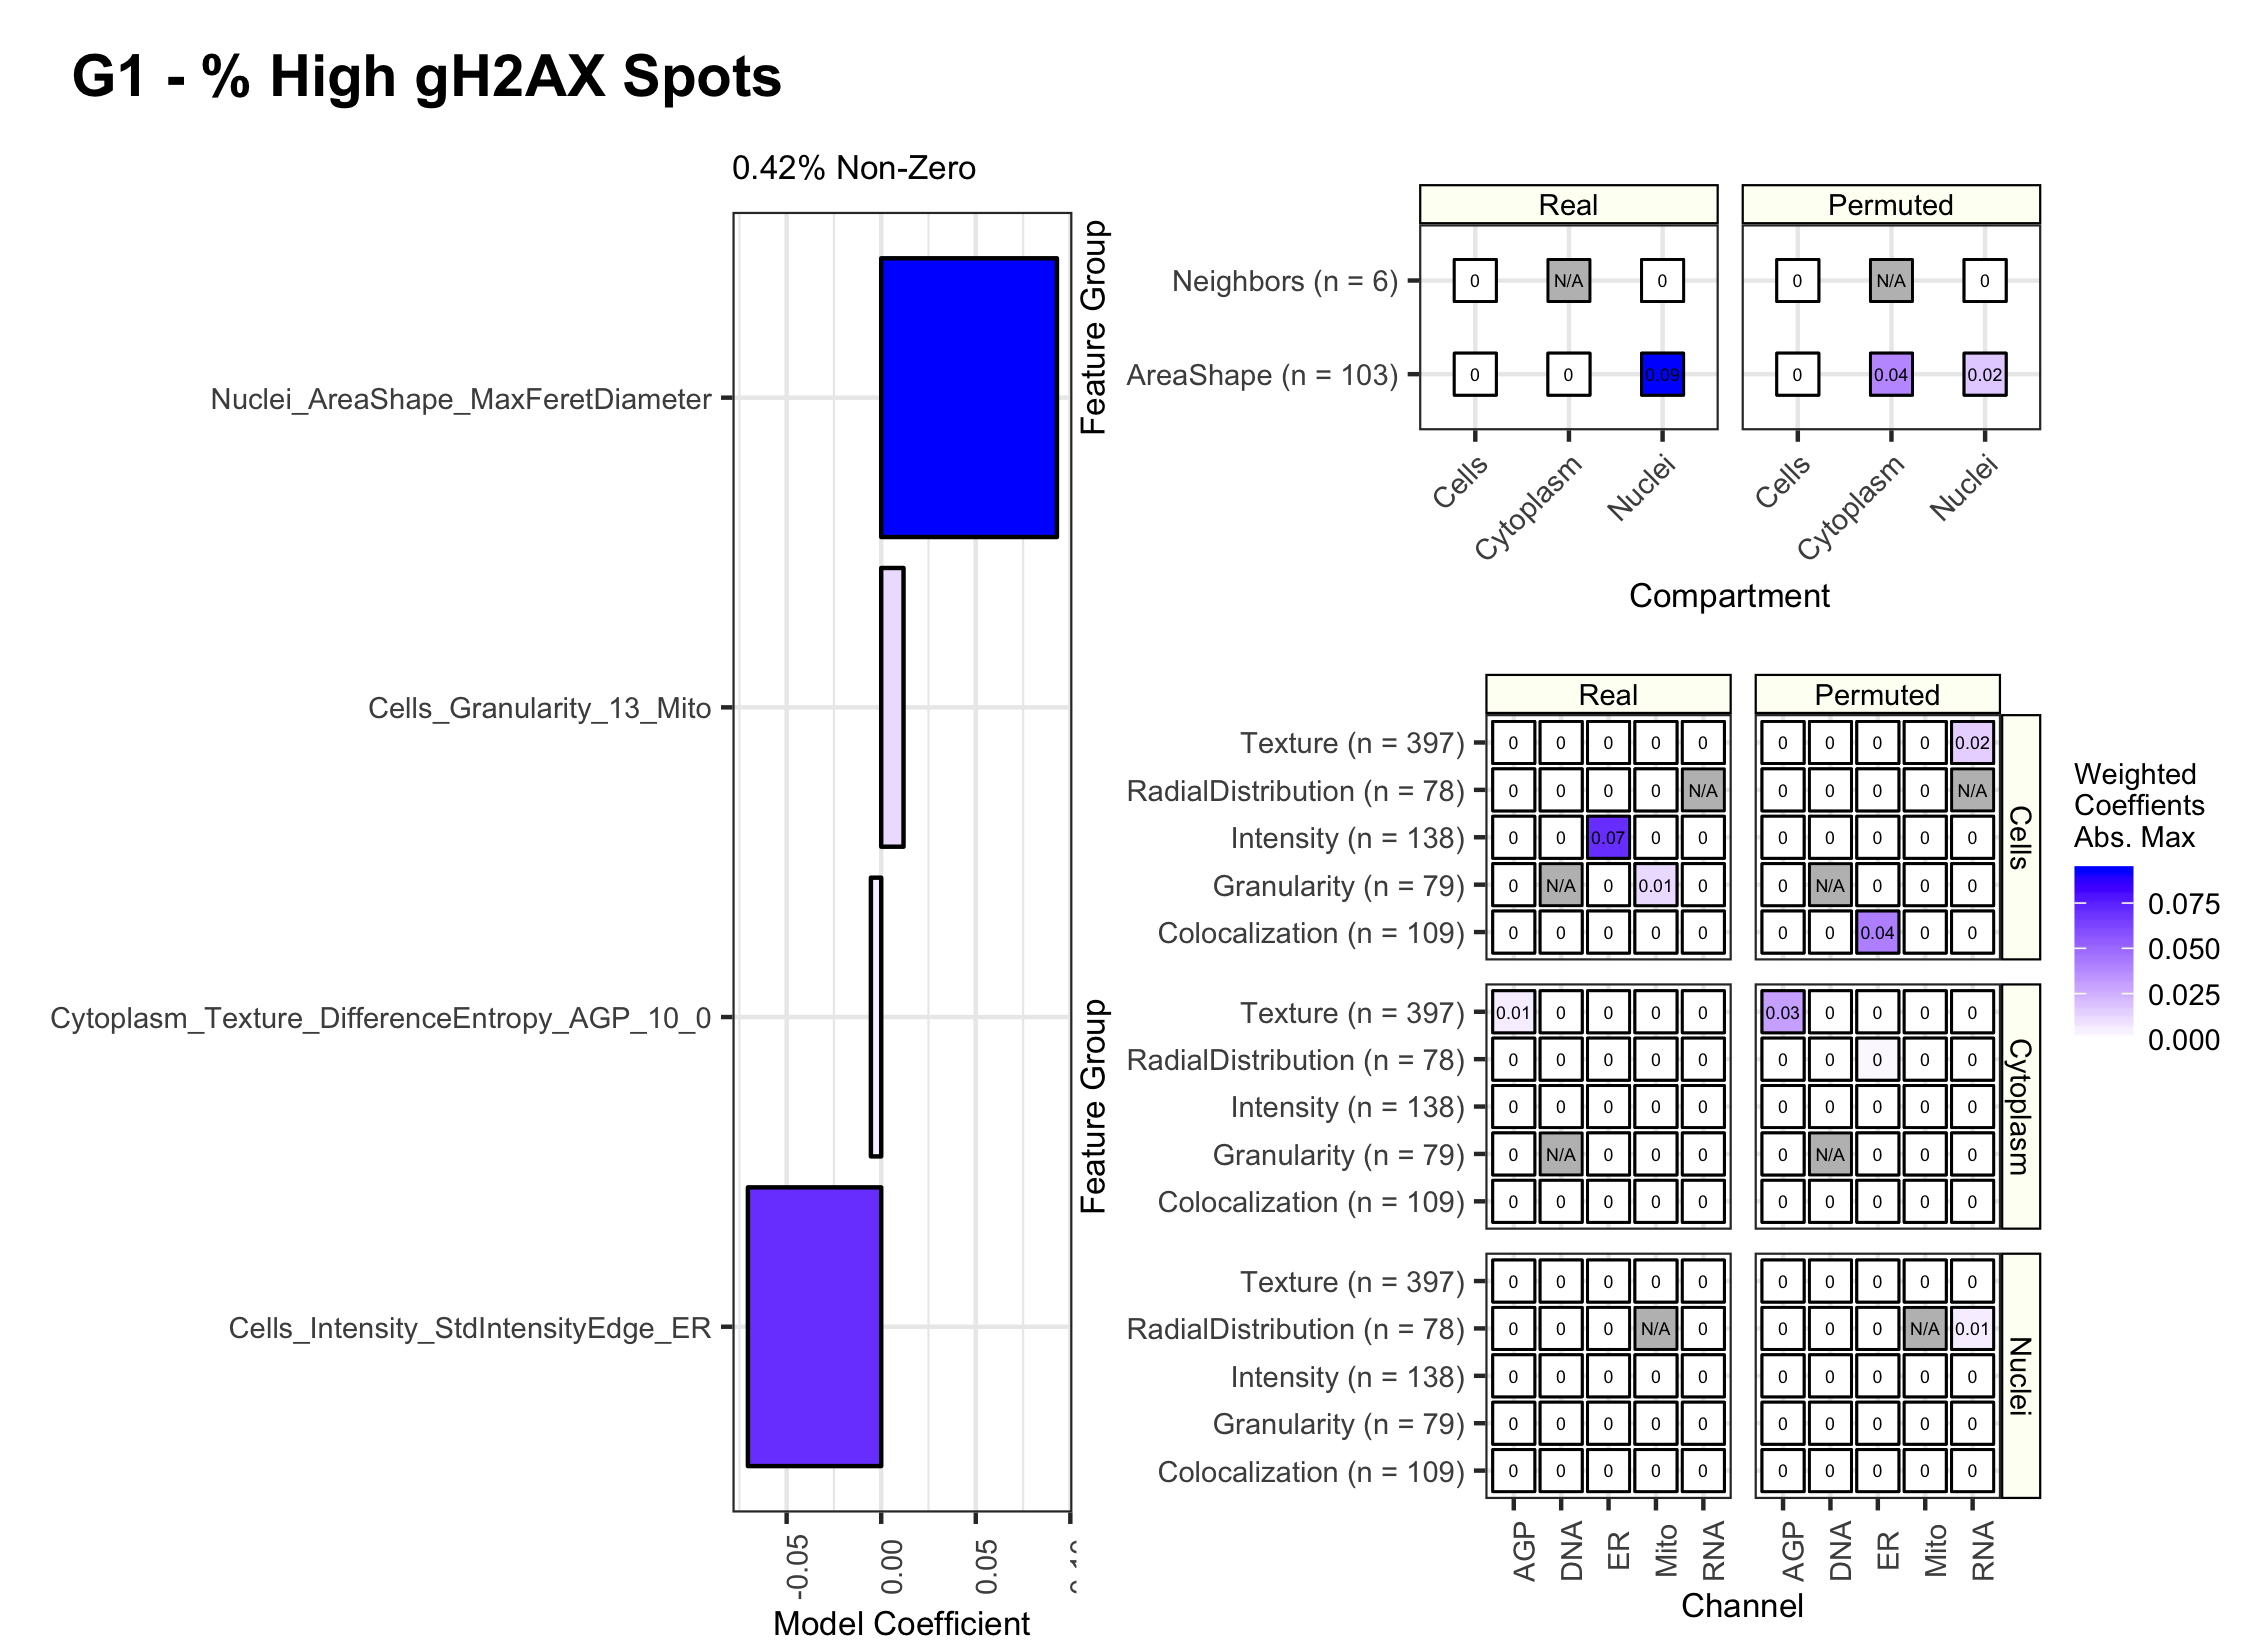 G1 - % High gH2AX Spots
0.42% Non-Zero
Nuclei_AreaShape_MaxFeretDiameter
Cells_Granularity_13_Mito
Cytoplasm_Texture_DifferenceEntropy_AGP_10_0
Cells_Intensity_StdIntensityEdge_ER
-0.05
0.00
0.05
Model Coefficient
Feature Group
Real
Permuted
Neighbors (n = 6)
0 N/A 0 0 N/A 0
AreaShape (n = 103)
0 0 0.09 0 0.04 0.02
Cells Cytoplasm Nuclei Cells Cytoplasm Nuclei
Compartment
Feature Group
Real
Permuted
Texture (n = 397) 0 0 0 0 0 0 0 0 0 0.02
RadialDistribution (n = 78) 0 0 0 0 N/A 0 0 0 0 N/A
Intensity (n = 138) 0 0 0.07 0 0 0 0 0 0 0
Granularity (n = 79) 0 N/A 0 0.01 0 0 N/A 0 0 0
Colocalization (n = 109) 0 0 0 0 0 0 0 0.04 0 0
Cells
Texture (n = 397) 0.01 0 0 0 0 0.03 0 0 0 0
RadialDistribution (n = 78) 0 0 0 0 0 0 0 0 0 0
Intensity (n = 138) 0 0 0 0 0 0 0 0 0 0
Granularity (n = 79) 0 N/A 0 0 0 0 N/A 0 0 0
Colocalization (n = 109) 0 0 0 0 0 0 0 0 0 0
Cytoplasm
Texture (n = 397) 0 0 0 0 0 0 0 0 0 0
RadialDistribution (n = 78) 0 0 0 N/A 0 0 0 0 N/A 0.01
Intensity (n = 138) 0 0 0 0 0 0 0 0 0 0
Granularity (n = 79) 0 0 0 0 0 0 0 0 0 0
Colocalization (n = 109) 0 0 0 0 0 0 0 0 0 0
Nuclei
AGP DNA ER Mito RNA AGP DNA ER Mito RNA
Channel
Weighted
Coeffients
Abs. Max
0.075
0.050
0.025
0.000